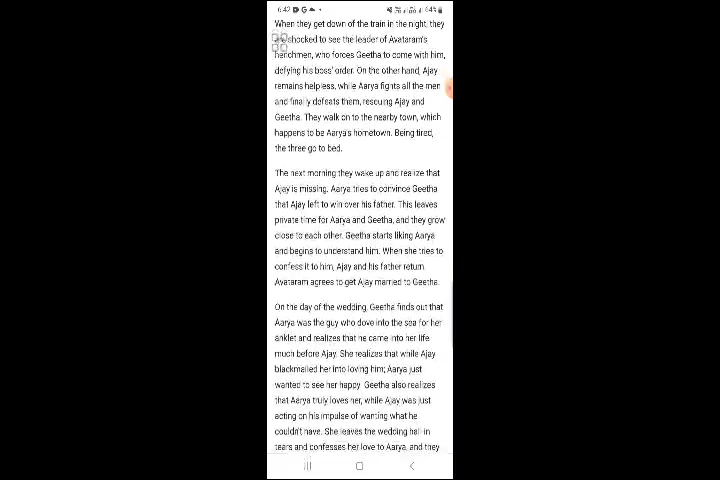 6:42
64%
When they get down of the train in the night, they
are shocked to see the leader of Avataram's
henchmen, who forces Geetha to come with him,
defying his boss' order. On the other hand, Ajay
remains helpless, while Aarya fights all the men
and finally defeats them, rescuing Ajay and
Geetha. They walk on to the nearby town, which
happens to be Aarya's hometown. Being tired,
the three go to bed.
The next morning they wake up and realize that
Ajay is missing. Aarya tries to convince Geetha
that Ajay left to win over his father. This leaves
private time for Aarya and Geetha, and they grow
close to each other. Geetha starts liking Aarya
and begins to understand him. When she tries to
confess it to him, Ajay and his father return.
Avataram agrees to get Ajay married to Geetha.
On the day of the wedding, Geetha finds out that
Aarya was the guy who dove into the sea for her
anklet and realizes that he came into her life
much before Ajay. She realizes that while Ajay
blackmailed her into loving him; Aarya just
wanted to see her happy. Geetha also realizes
that Aarya truly loves her, while Ajay was just
acting on his impulse of wanting what he
couldn't have. She leaves the wedding hall in
tears and confesses her love to Aarya, and they